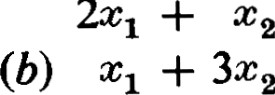 2x₁ + x₂
(b) x₁ + 3x₂